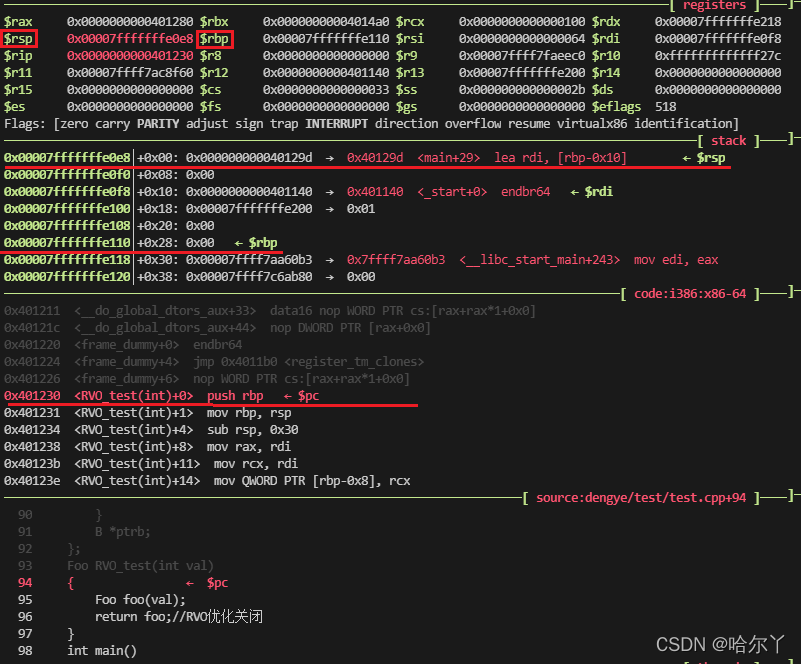 [ registers ]
$rax 0x0000000000401280 $rbx 0x00000000004014a0 $rcx 0x0000000000000100 $rdx 0x00007fffffffe218
$rsp 0x00007fffffffe0e8 $rbp 0x00007fffffffe110 $rsi 0x0000000000000064 $rdi 0x00007fffffffe0f8
$rip 0x0000000000401230 $r8 0x0000000000000000 $r9 0x00007ffff7faeec0 $r10 0xfffffffffffff27c
$r11 0x00007ffff7ac8f60 $r12 0x0000000000401140 $r13 0x00007fffffffe200 $r14 0x0000000000000000
$r15 0x0000000000000000 $cs 0x0000000000000033 $ss 0x000000000000002b $ds 0x0000000000000000
$es 0x0000000000000000 $fs 0x0000000000000000 $gs 0x0000000000000000 $eflags 518
Flags: [zero carry PARITY adjust sign trap INTERRUPT direction overflow resume virtualx86 identification]
[ stack ]
0x00007fffffffe0e8│+0x00: 0x000000000040129d → 0x40129d <main+29> lea rdi, [rbp-0x10] ← $rsp
0x00007fffffffe0f0│+0x08: 0x00
0x00007fffffffe0f8│+0x10: 0x0000000000401140 → 0x401140 <_start+0> endbr64 ← $rdi
0x00007fffffffe100│+0x18: 0x00007fffffffe200 → 0x01
0x00007fffffffe108│+0x20: 0x00
0x00007fffffffe110│+0x28: 0x00 ← $rbp
0x00007fffffffe118│+0x30: 0x00007ffff7aa60b3 → 0x7ffff7aa60b3 <__libc_start_main+243> mov edi, eax
0x00007fffffffe120│+0x38: 0x00007ffff7c6ab80 → 0x00
[ code:i386:x86-64 ]
0x401211 <__do_global_dtors_aux+33> data16 nop WORD PTR cs:[rax+rax*1+0x0]
0x40121c <__do_global_dtors_aux+44> nop DWORD PTR [rax+0x0]
0x401220 <frame_dummy+0> endbr64
0x401224 <frame_dummy+4> jmp 0x4011b0 <register_tm_clones>
0x401226 <frame_dummy+6> nop WORD PTR cs:[rax+rax*1+0x0]
0x401230 <RVO_test(int)+0> push rbp ← $pc
0x401231 <RVO_test(int)+1> mov rbp, rsp
0x401234 <RVO_test(int)+4> sub rsp, 0x30
0x401238 <RVO_test(int)+8> mov rax, rdi
0x40123b <RVO_test(int)+11> mov rcx, rdi
0x40123e <RVO_test(int)+14> mov QWORD PTR [rbp-0x8], rcx
[ source:dengye/test/test.cpp+94 ]
90 }
91 B *ptrb;
92 };
93 Foo RVO_test(int val)
94 { ← $pc
95 Foo foo(val);
96 return foo;//RVO优化关闭
97 }
98 int main()
CSDN @哈尔丫